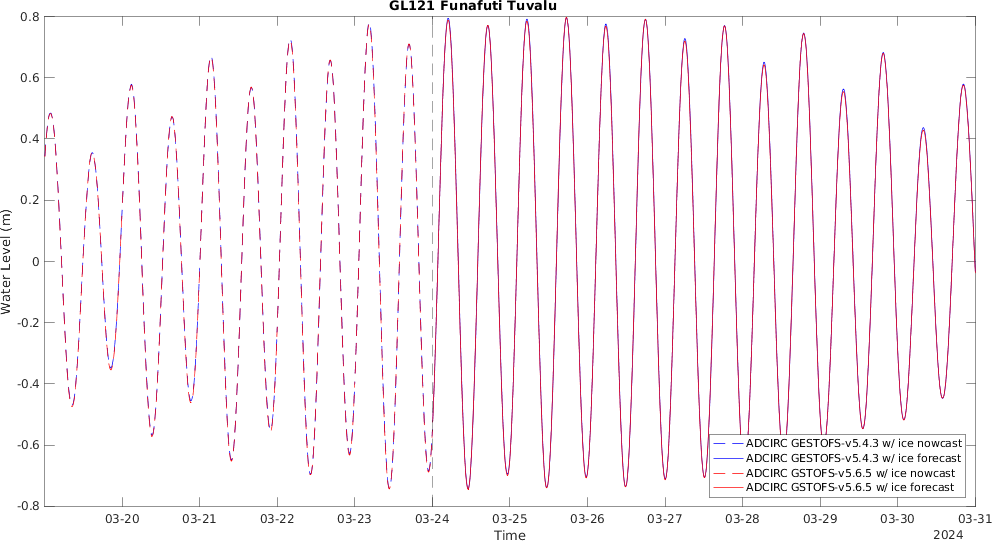 GL121 Funafuti Tuvalu
Water Level (m)
0.8
0.6
0.4
0.2
0
-0.2
-0.4
-0.6
-0.8
ADCIRC GESTOFS-v5.4.3 w/ ice nowcast
ADCIRC GESTOFS-v5.4.3 w/ ice forecast
ADCIRC GSTOFS-v5.6.5 w/ ice nowcast
ADCIRC GSTOFS-v5.6.5 w/ ice forecast
03-20 03-21 03-22 03-23 03-24 03-25 03-26 03-27 03-28 03-29 03-30 03-31
Time
2024